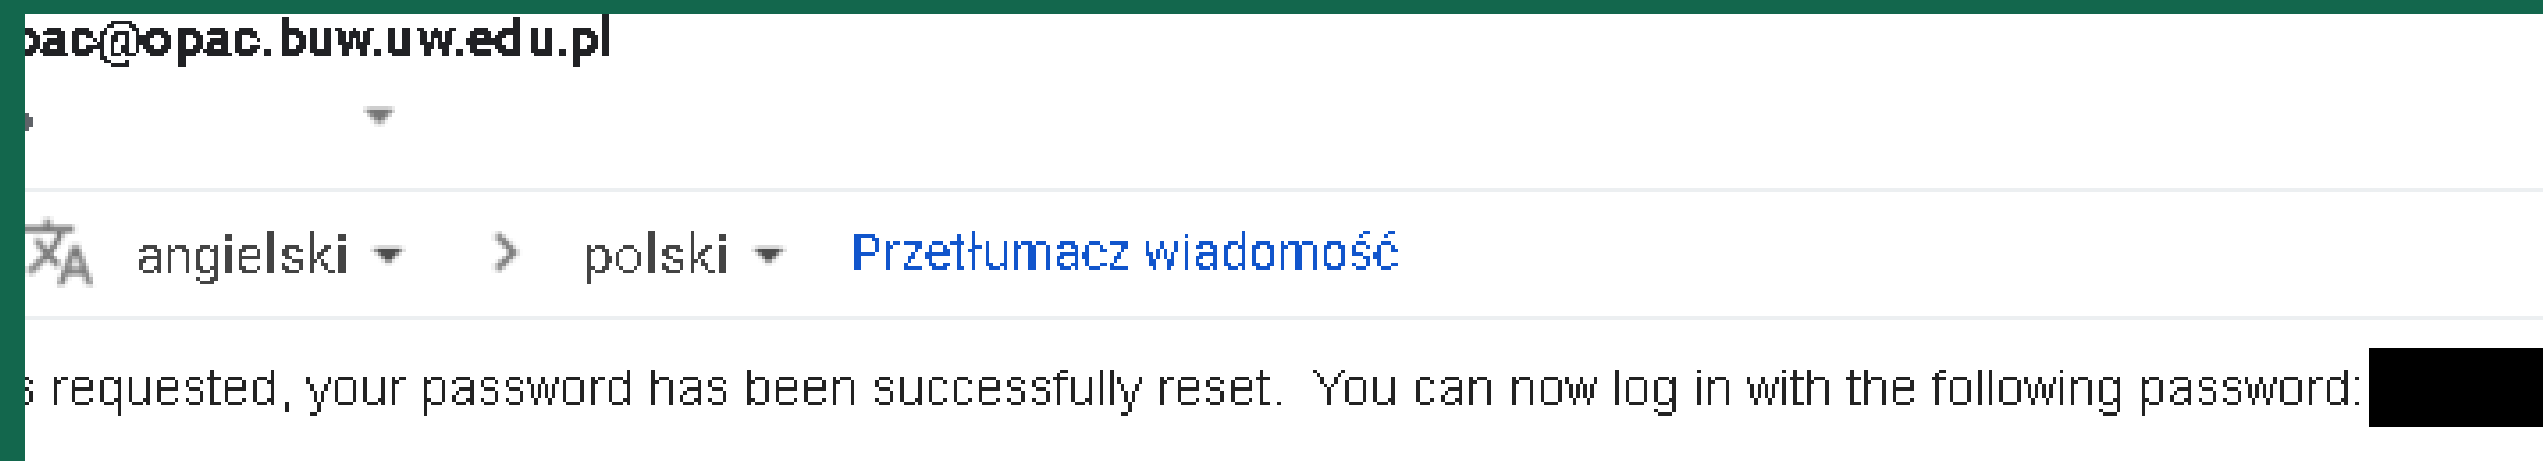 pac@opac.buw.uw.edu.pl
angielski > polski Przetłumacz wiadomość
s requested, your password has been successfully reset. You can now log in with the following password: